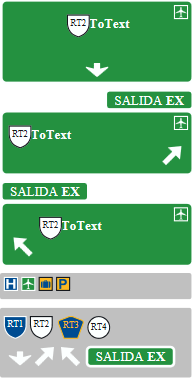 RT2 ToText
SALIDA EX
RT2 ToText
SALIDA EX
RT2 ToText
H P
RT1 RT2 RT3 RT4
SALIDA EX